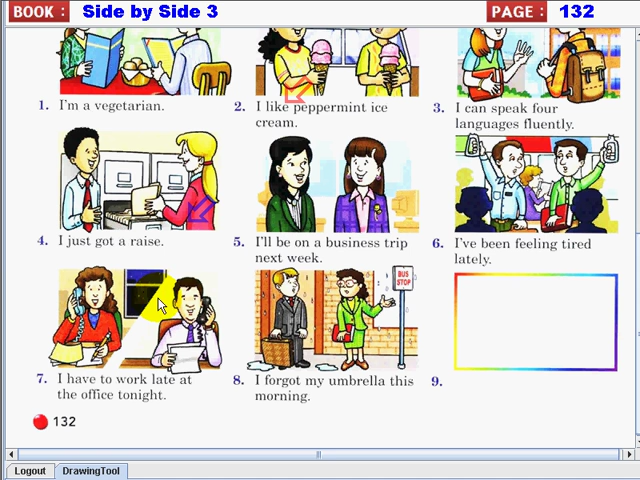 BOOK : Side by Side 3 PAGE : 132
1. I'm a vegetarian.
2. I like peppermint ice
cream.
3. I can speak four
languages fluently.
4. I just got a raise.
5. I'll be on a business trip
next week.
6. I've been feeling tired
lately.
BUS
STOP
7. I have to work late at
the office tonight.
8. I forgot my umbrella this
morning.
9.
132
Logout DrawingTool